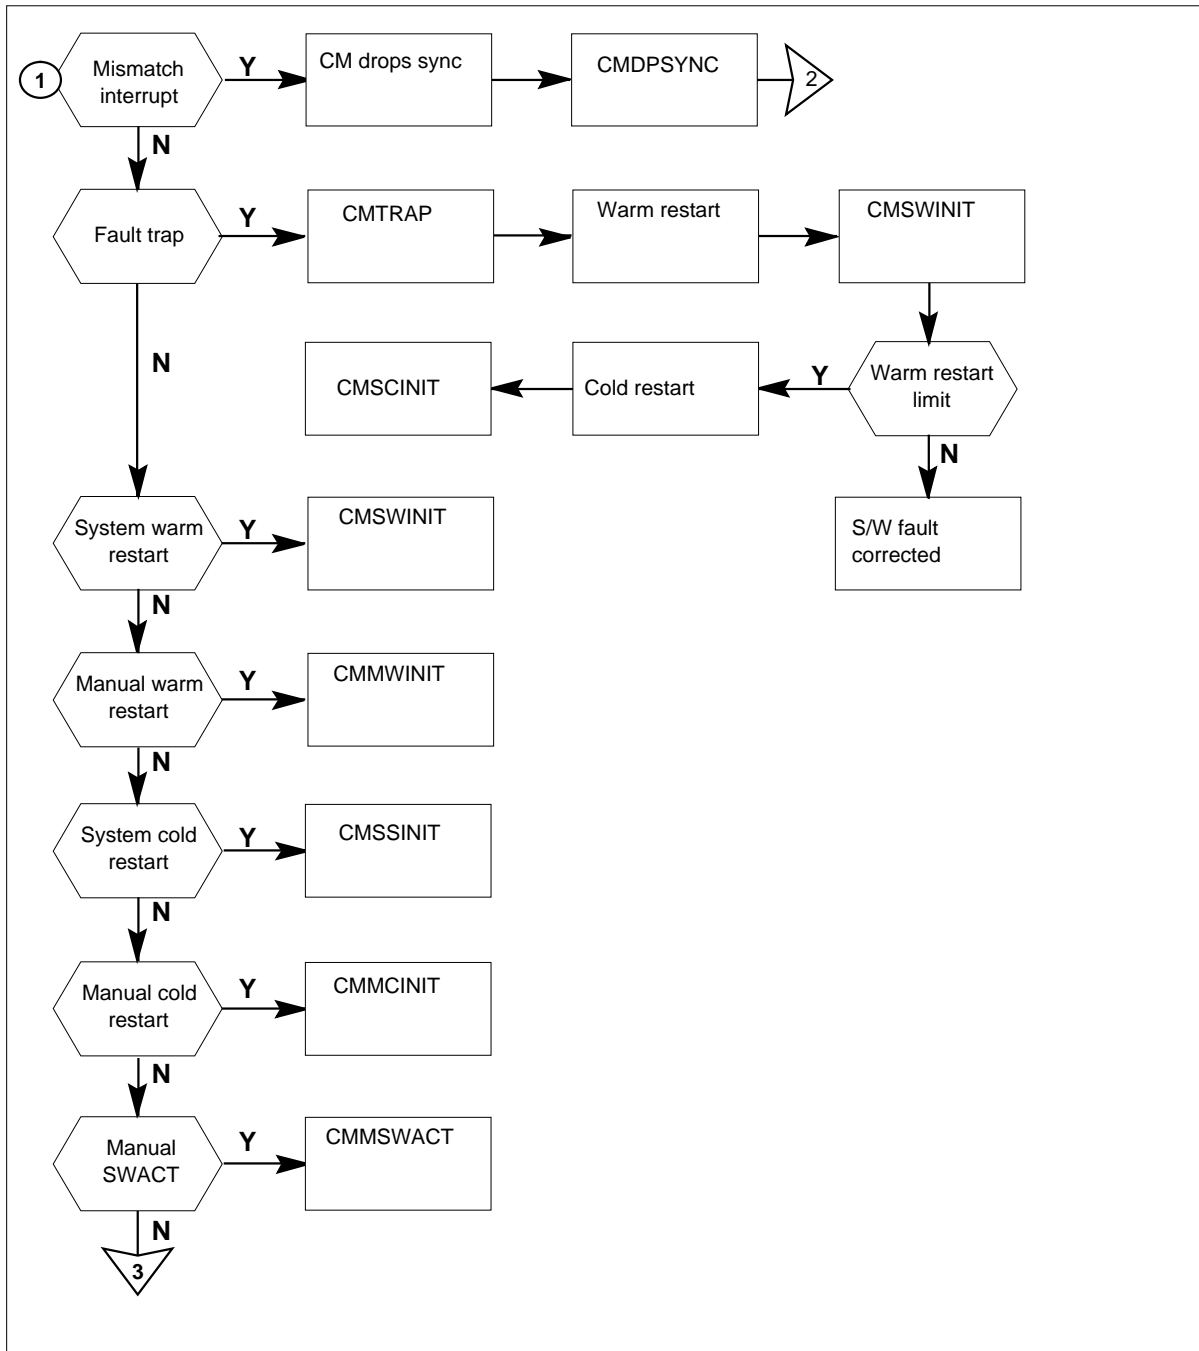 1
Mismatch
interrupt
Y
CM drops sync
CMDPSYNC
2
N
Fault trap
Y
CMTRAP
Warm restart
CMSWINIT
N
CMSCINIT
Cold restart
Y
Warm restart
limit
N
S/W fault
corrected
System warm
restart
Y
CMSWINIT
N
Manual warm
restart
Y
CMMWINIT
N
System cold
restart
Y
CMSSINIT
N
Manual cold
restart
Y
CMMCINIT
N
Manual
SWACT
Y
CMMSWACT
N
3